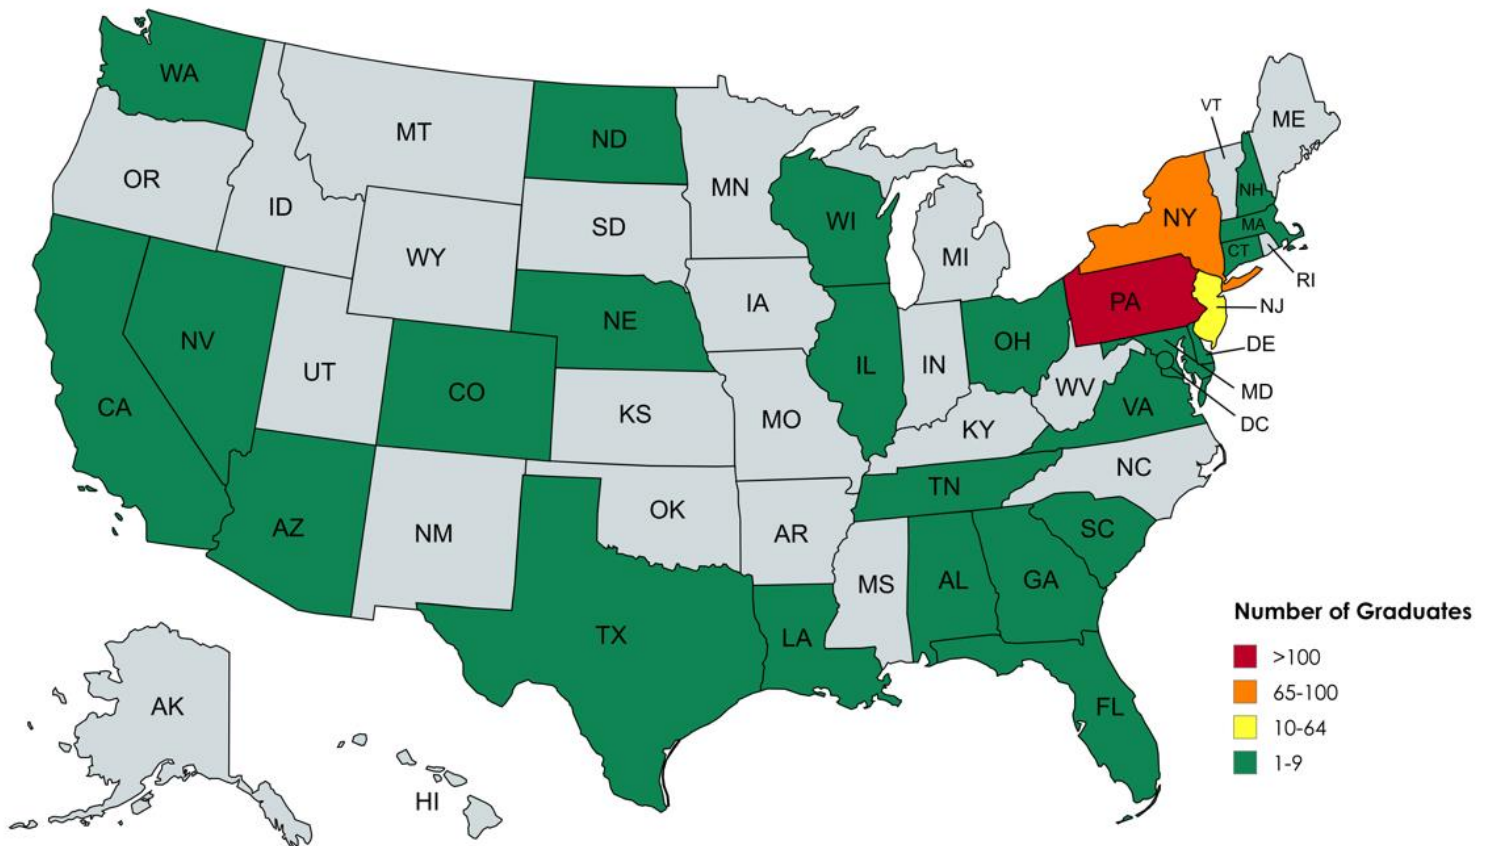 WA
MT
ND
MN
OR
ID
SD
WI
WY
MI
VT
ME
NH
NY
MA
CT
RI
IA
NE
PA
NJ
NV
UT
CO
IL
IN
OH
DE
WV
MD
CA
KS
MO
VA
DC
KY
NC
TN
AZ
NM
OK
AR
SC
MS
AL
GA
TX
LA
FL
AK
HI
Number of Graduates
>100
65-100
10-64
1-9